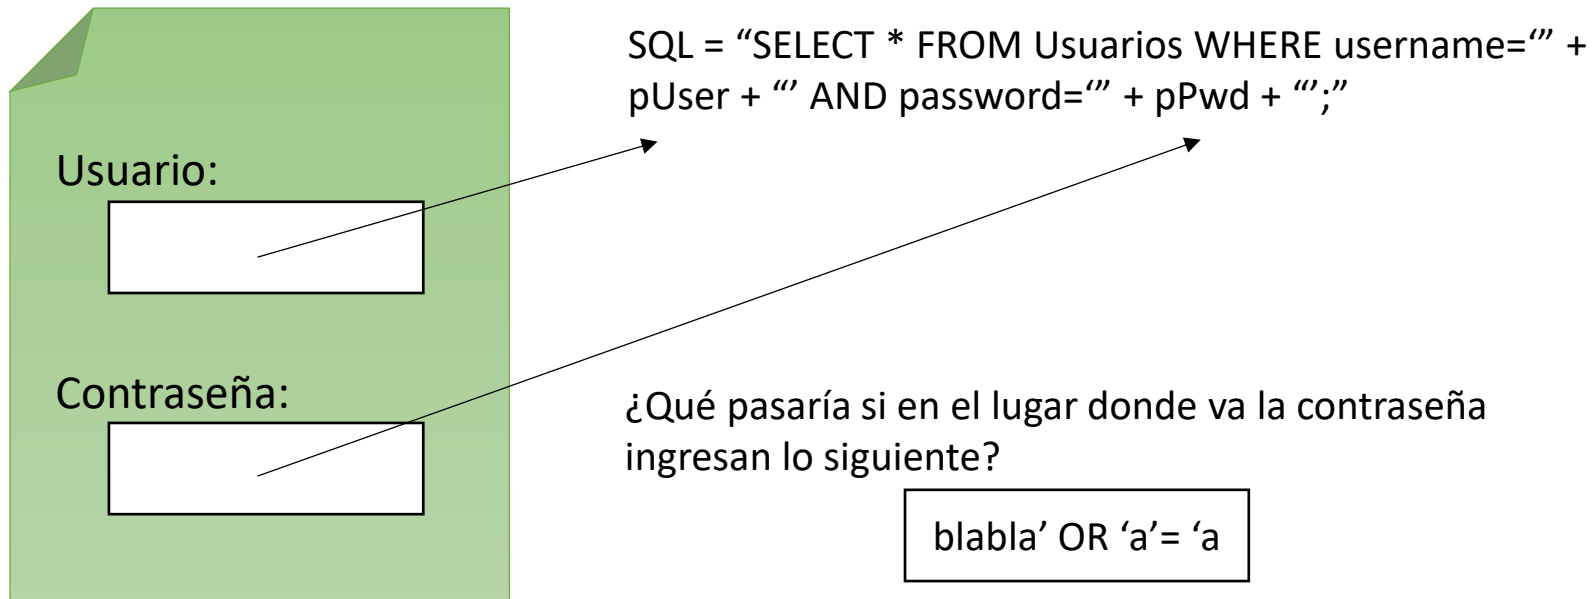 SQL = “SELECT * FROM Usuarios WHERE username=‘” +
pUser + “‘ AND password=‘” + pPwd + “‘;”
Usuario:
Contraseña:
¿Qué pasaría si en el lugar donde va la contraseña
ingresan lo siguiente?
blabla’ OR ‘a’= ‘a